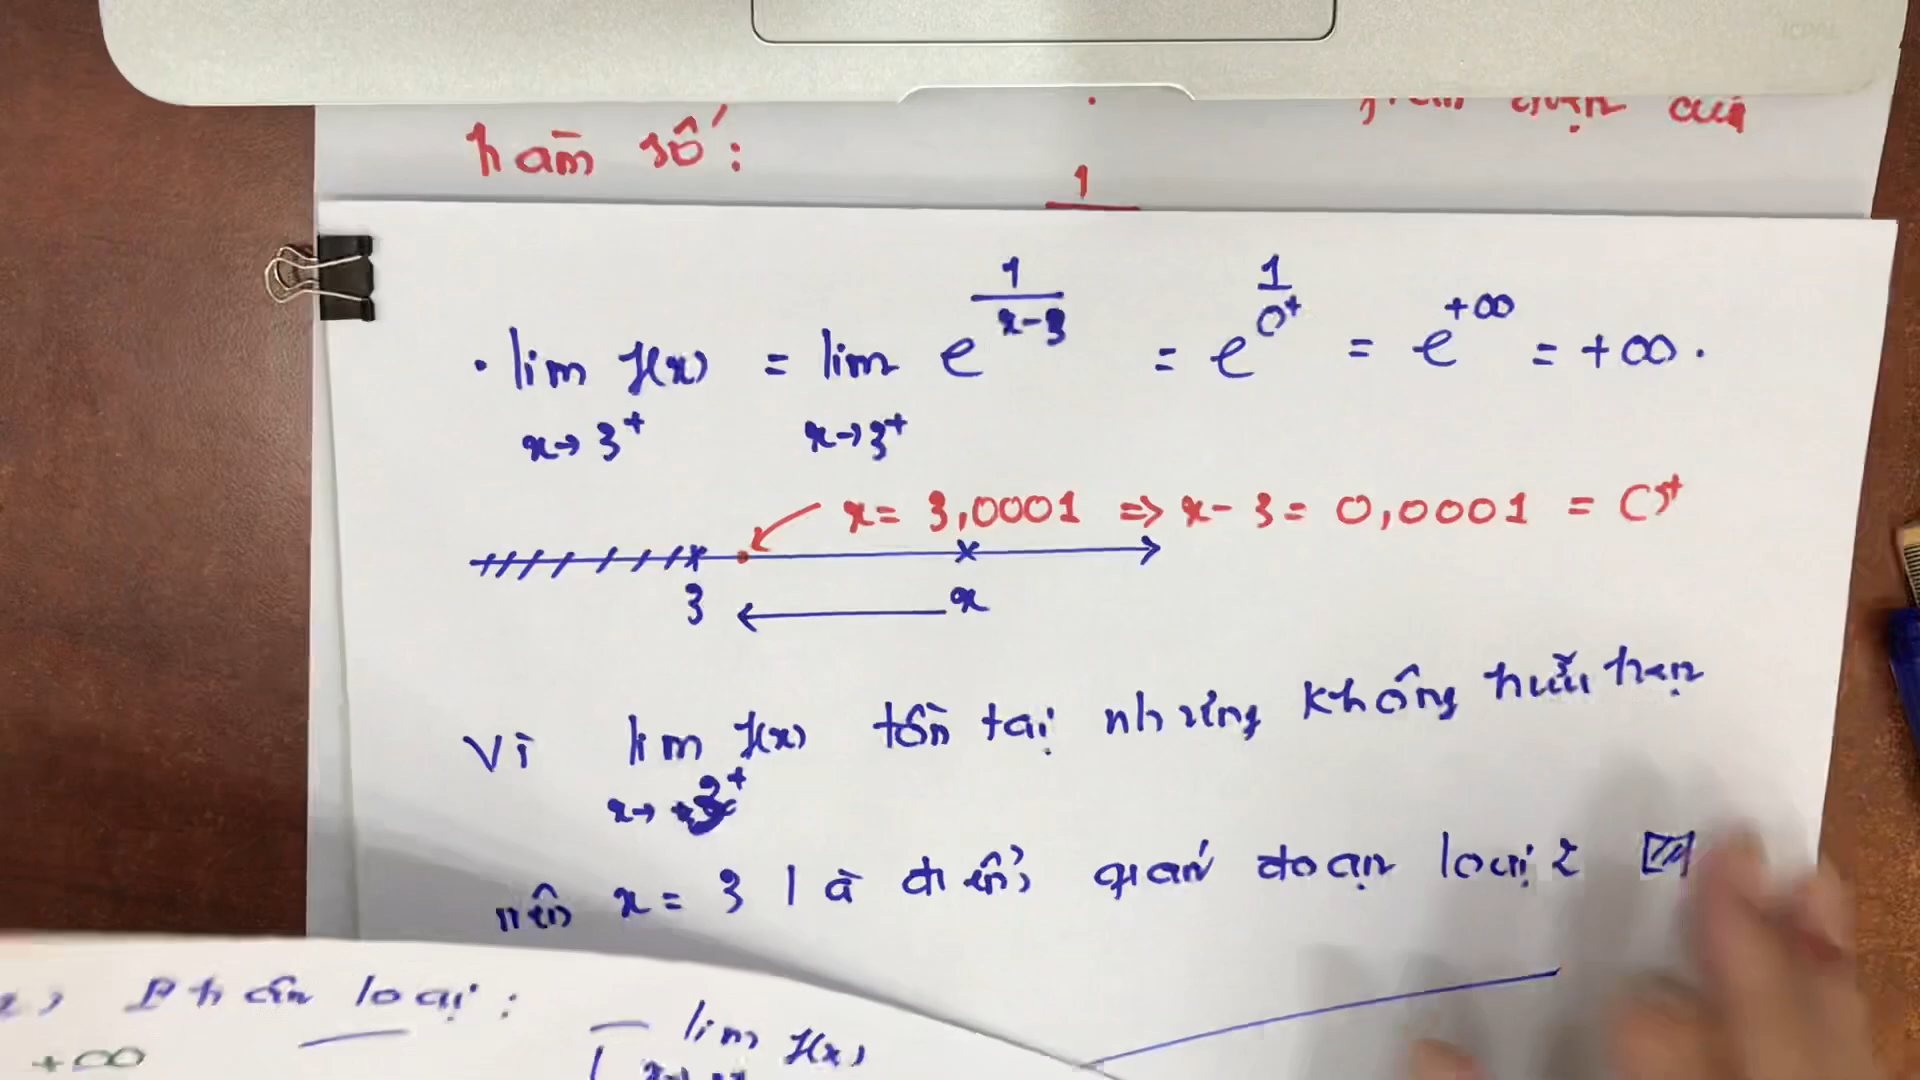 hàm số:
1
. lim f(x) = lim e^(1/(x-3)) = e^(1/0⁺) = e^(+∞) = +∞.
x→3⁺ x→3⁺
x = 3,0001 ⇒ x - 3 = 0,0001 = 0⁺
3 x
Vì lim f(x) tồn tại nhưng không hữu hạn
x→3⁺
nên x = 3 là điểm gián đoạn loại 2
Phân loại:
+∞
lim f(x)